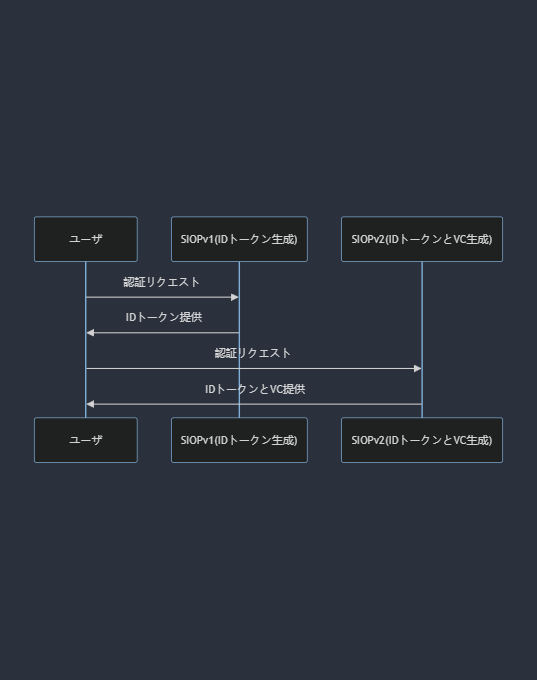 ユーザ
SIOPv1(IDトークン生成)
SIOPv2(IDトークンとVC生成)
認証リクエスト
IDトークン提供
認証リクエスト
IDトークンとVC提供
ユーザ
SIOPv1(IDトークン生成)
SIOPv2(IDトークンとVC生成)